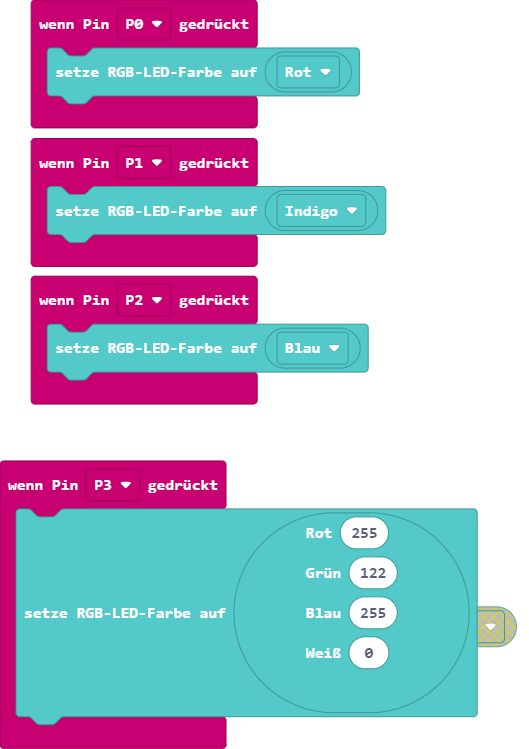 wenn Pin P0 gedrückt
setze RGB-LED-Farbe auf Rot
wenn Pin P1 gedrückt
setze RGB-LED-Farbe auf Indigo
wenn Pin P2 gedrückt
setze RGB-LED-Farbe auf Blau
wenn Pin P3 gedrückt
Rot 255
Grün 122
setze RGB-LED-Farbe auf Blau 255
Weiß 0